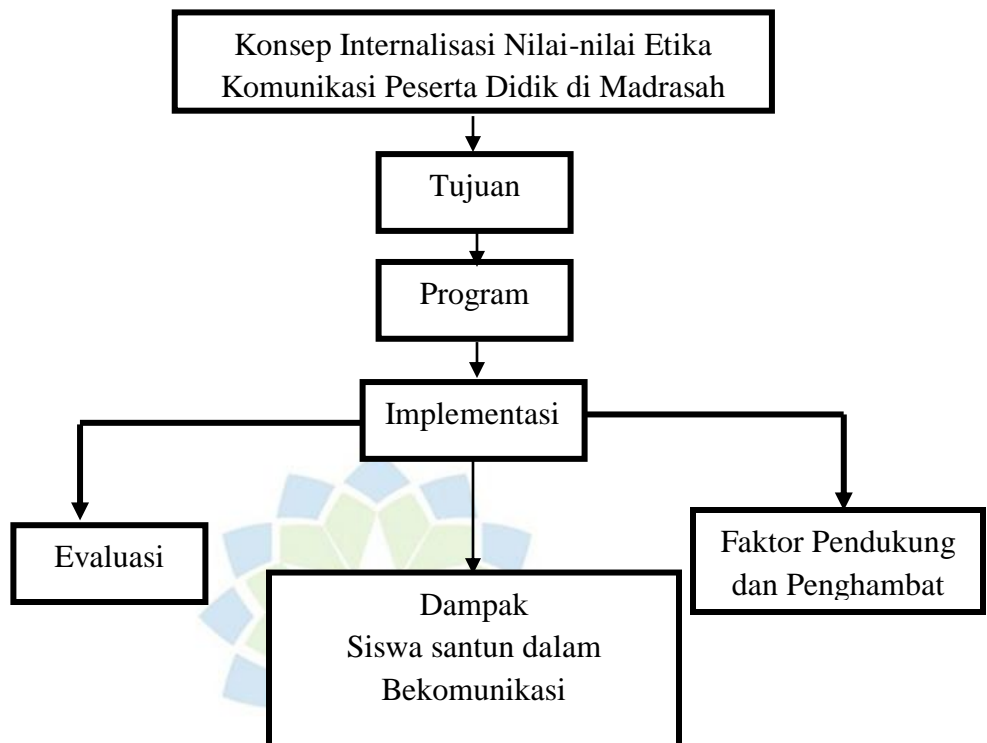 Konsep Internalisasi Nilai-nilai Etika
Komunikasi Peserta Didik di Madrasah
Tujuan
Program
Implementasi
Evaluasi
Faktor Pendukung
dan Penghambat
Dampak
Siswa santun dalam
Bekomunikasi